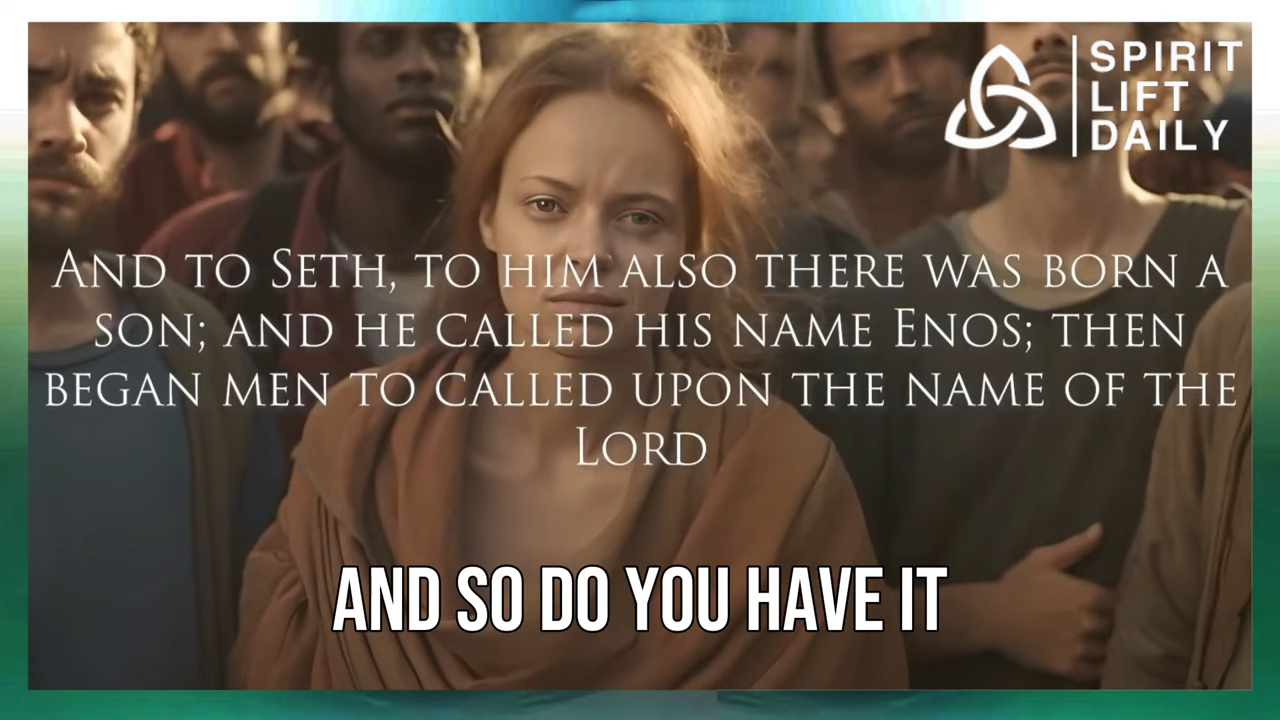 SPIRIT
LIFT
DAILY
And to Seth, to him also there was born a
son; and he called his name Enos; then
began men to called upon the name of the
Lord
AND SO DO YOU HAVE IT